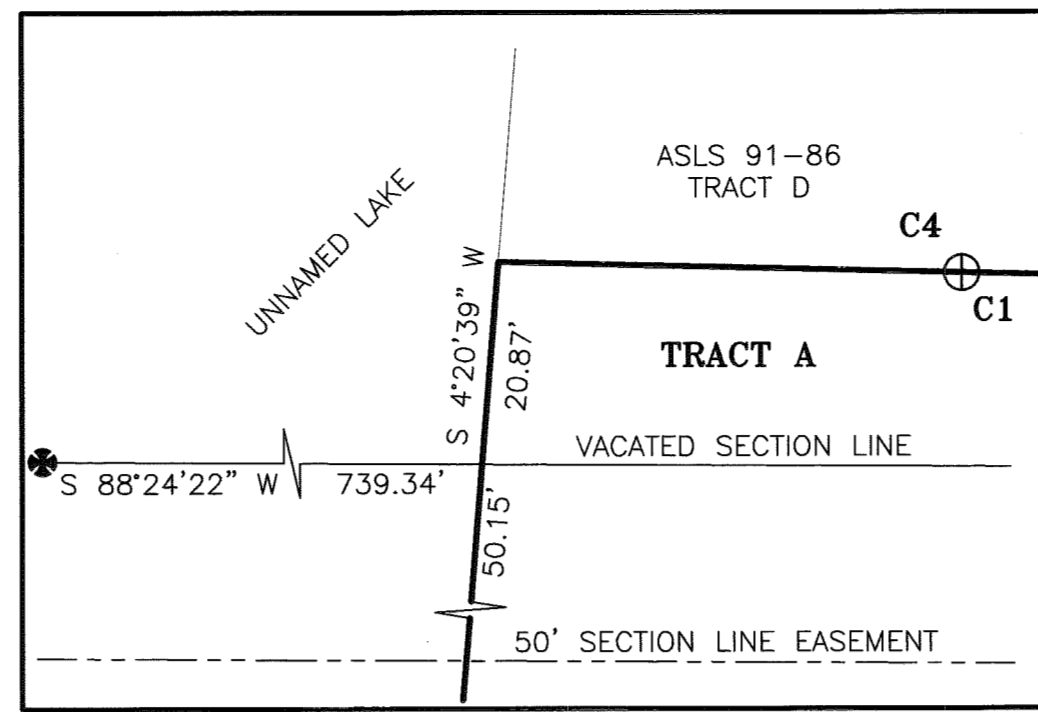 ASLS 91-86
TRACT D
UNNAMED LAKE
C4
C1
S 4°20'39" W
20.87'
TRACT A
VACATED SECTION LINE
S 88°24'22" W 739.34'
50.15'
50' SECTION LINE EASEMENT